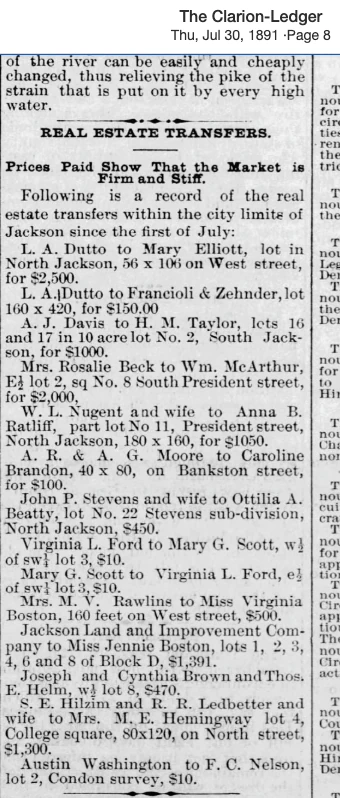 The Clarion-Ledger
Thu, Jul 30, 1891 ·Page 8
of the river can be easily and cheaply
changed, thus relieving the pike of the
strain that is put on it by every high
water.
REAL ESTATE TRANSFERS.
Prices Paid Show That the Market is
Firm and Stiff.
Following is a record of the real
estate transfers within the city limits of
Jackson since the first of July:
L. A. Dutto to Mary Elliott, lot in
North Jackson, 56 x 106 on West street,
for $2,500.
L. A. Dutto to Francioli & Zehnder, lot
160 x 420, for $150.00
A. J. Davis to H. M. Taylor, lots 16
and 17 in 10 acre lot No. 2, South Jack-
son, for $1000.
Mrs. Rosalie Beck to Wm. McArthur,
E½ lot 2, sq No. 8 South President street,
for $2,000.
W. L. Nugent and wife to Anna B.
Ratliff, part lot No 11, President street,
North Jackson, 180 x 160, for $1050.
A. R. & A. G. Moore to Caroline
Brandon, 40 x 80, on Bankston street,
for $100.
John P. Stevens and wife to Ottilia A.
Beatty, lot No. 22 Stevens sub-division,
North Jackson, $450.
Virginia L. Ford to Mary G. Scott, w½
of sw¼ lot 3, $10.
Mary G. Scott to Virginia L. Ford, e½
of sw¼ lot 3, $10.
Mrs. M. V. Rawlins to Miss Virginia
Boston, 160 feet on West street, $500.
Jackson Land and Improvement Com-
pany to Miss Jennie Boston, lots 1, 2, 3,
4, 6 and 8 of Block D, $1,391.
Joseph and Cynthia Brown and Thos.
E. Helm, w½ lot 8, $470.
S. E. Hilzim and R. R. Ledbetter and
wife to Mrs. M. E. Hemingway lot 4,
College square, 80x120, on North street,
$1,300.
Austin Washington to F. C. Nelson,
lot 2, Condon survey, $10.